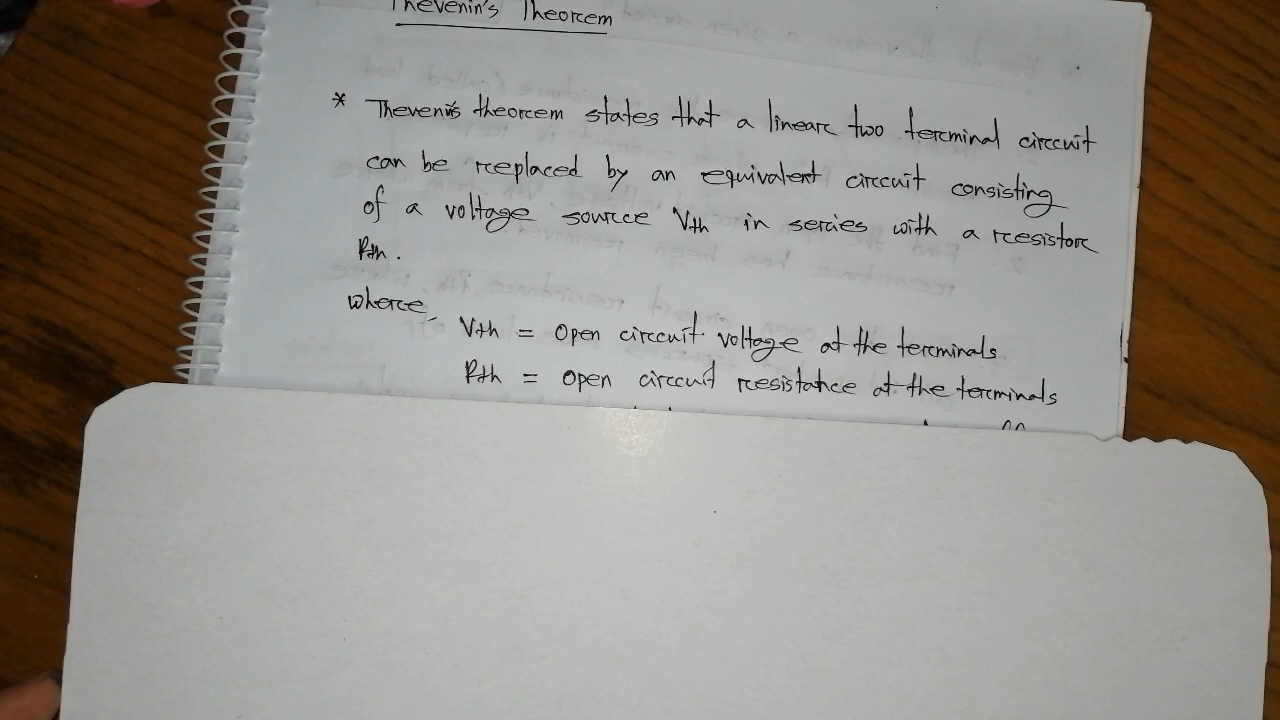 Thevenin's Theorem
* Thevenin's theorem states that a linear two terminal circuit
can be replaced by an equivalent circuit consisting
of a voltage source Vth in series with a resistor
Rth.
where,
Vth = Open circuit voltage at the terminals
Rth = Open circuit resistance at the terminals